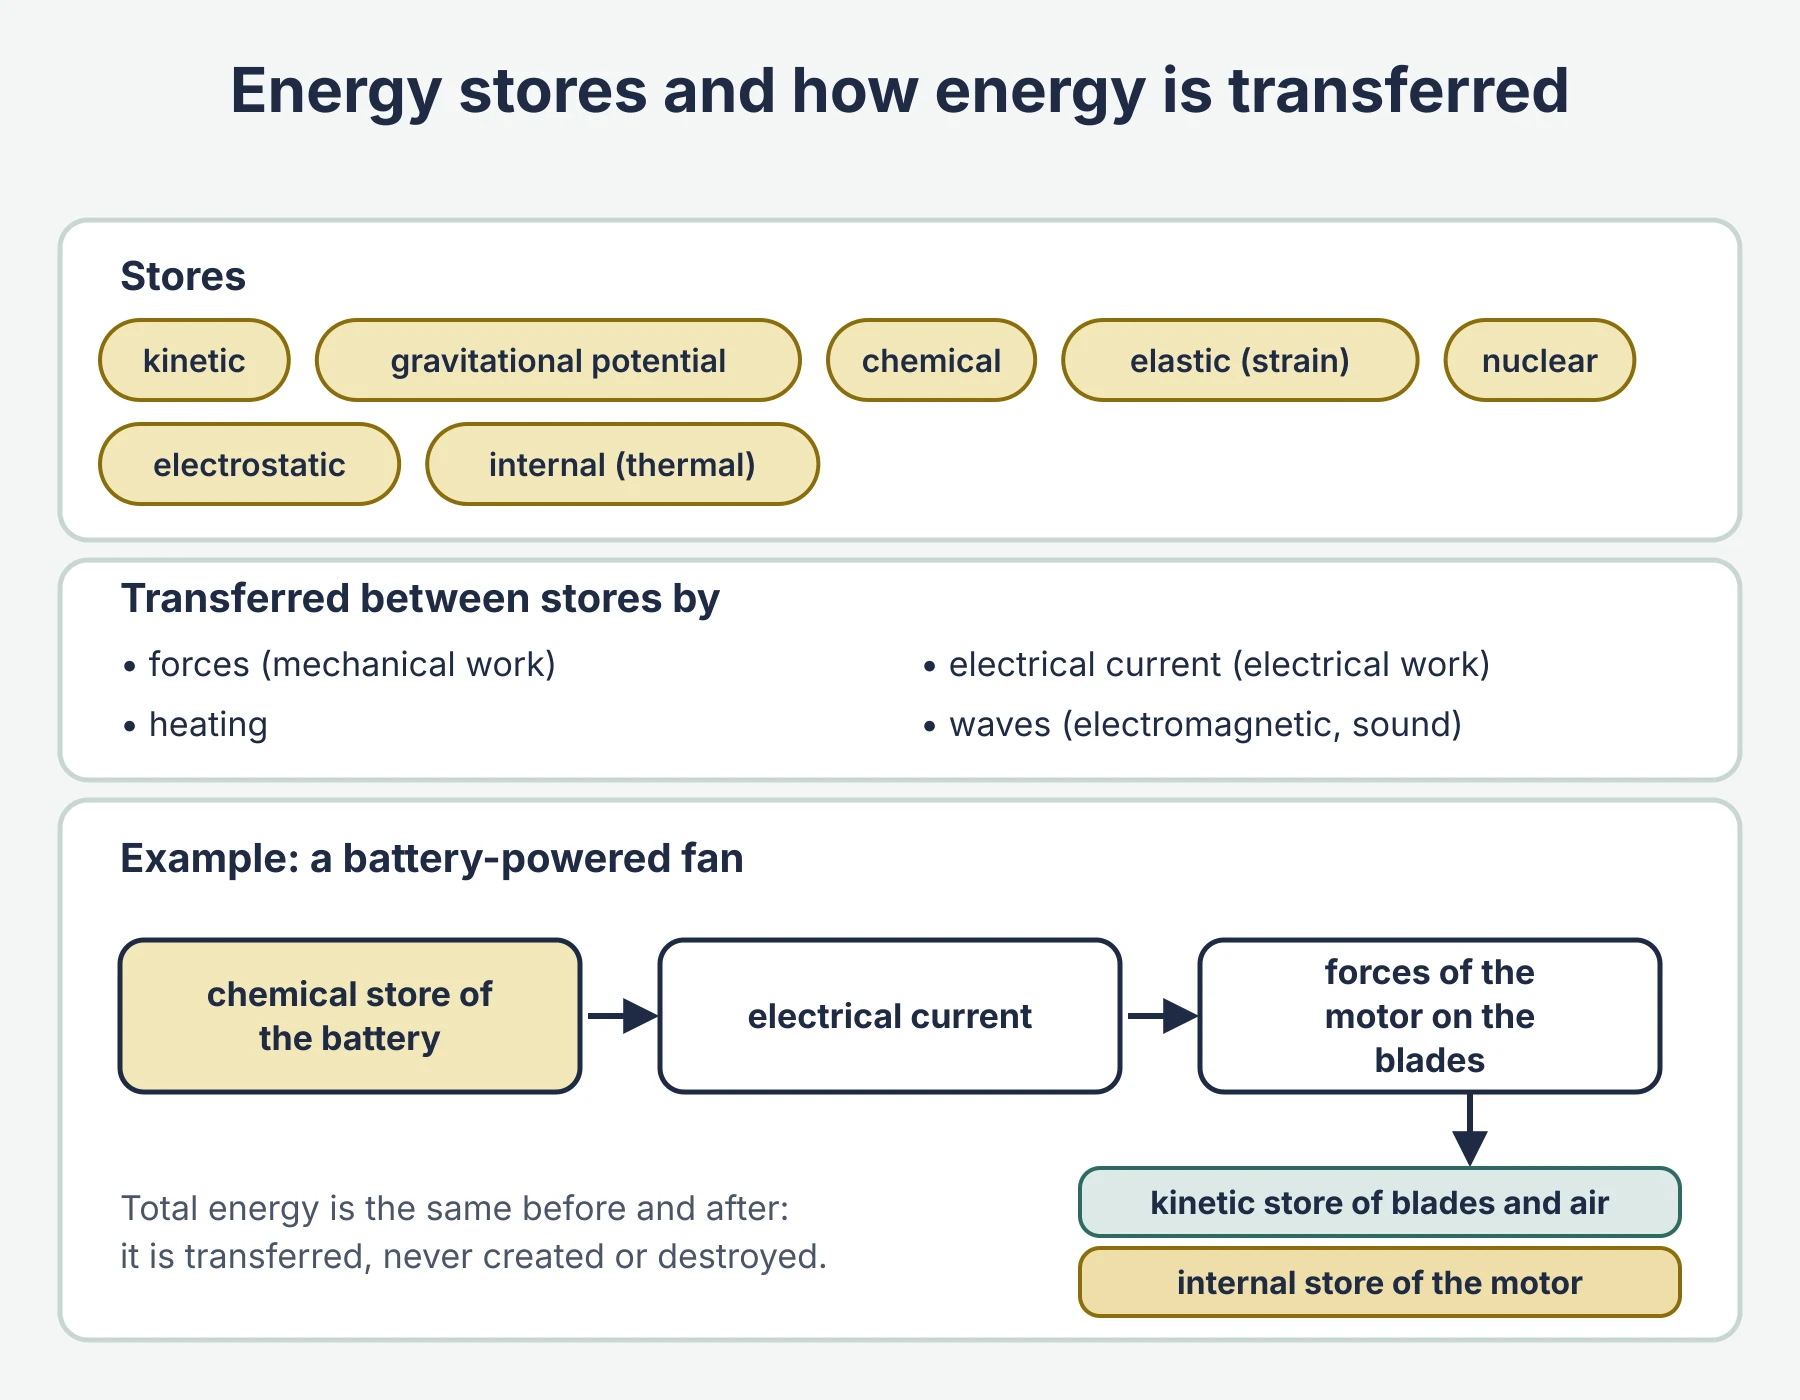 Energy stores and how energy is transferred
Stores
kinetic
gravitational potential
chemical
elastic (strain)
nuclear
electrostatic
internal (thermal)
Transferred between stores by
• forces (mechanical work)
• electrical current (electrical work)
• heating
• waves (electromagnetic, sound)
Example: a battery-powered fan
chemical store of
the battery
electrical current
forces of the
motor on the
blades
kinetic store of blades and air
internal store of the motor
Total energy is the same before and after:
it is transferred, never created or destroyed.